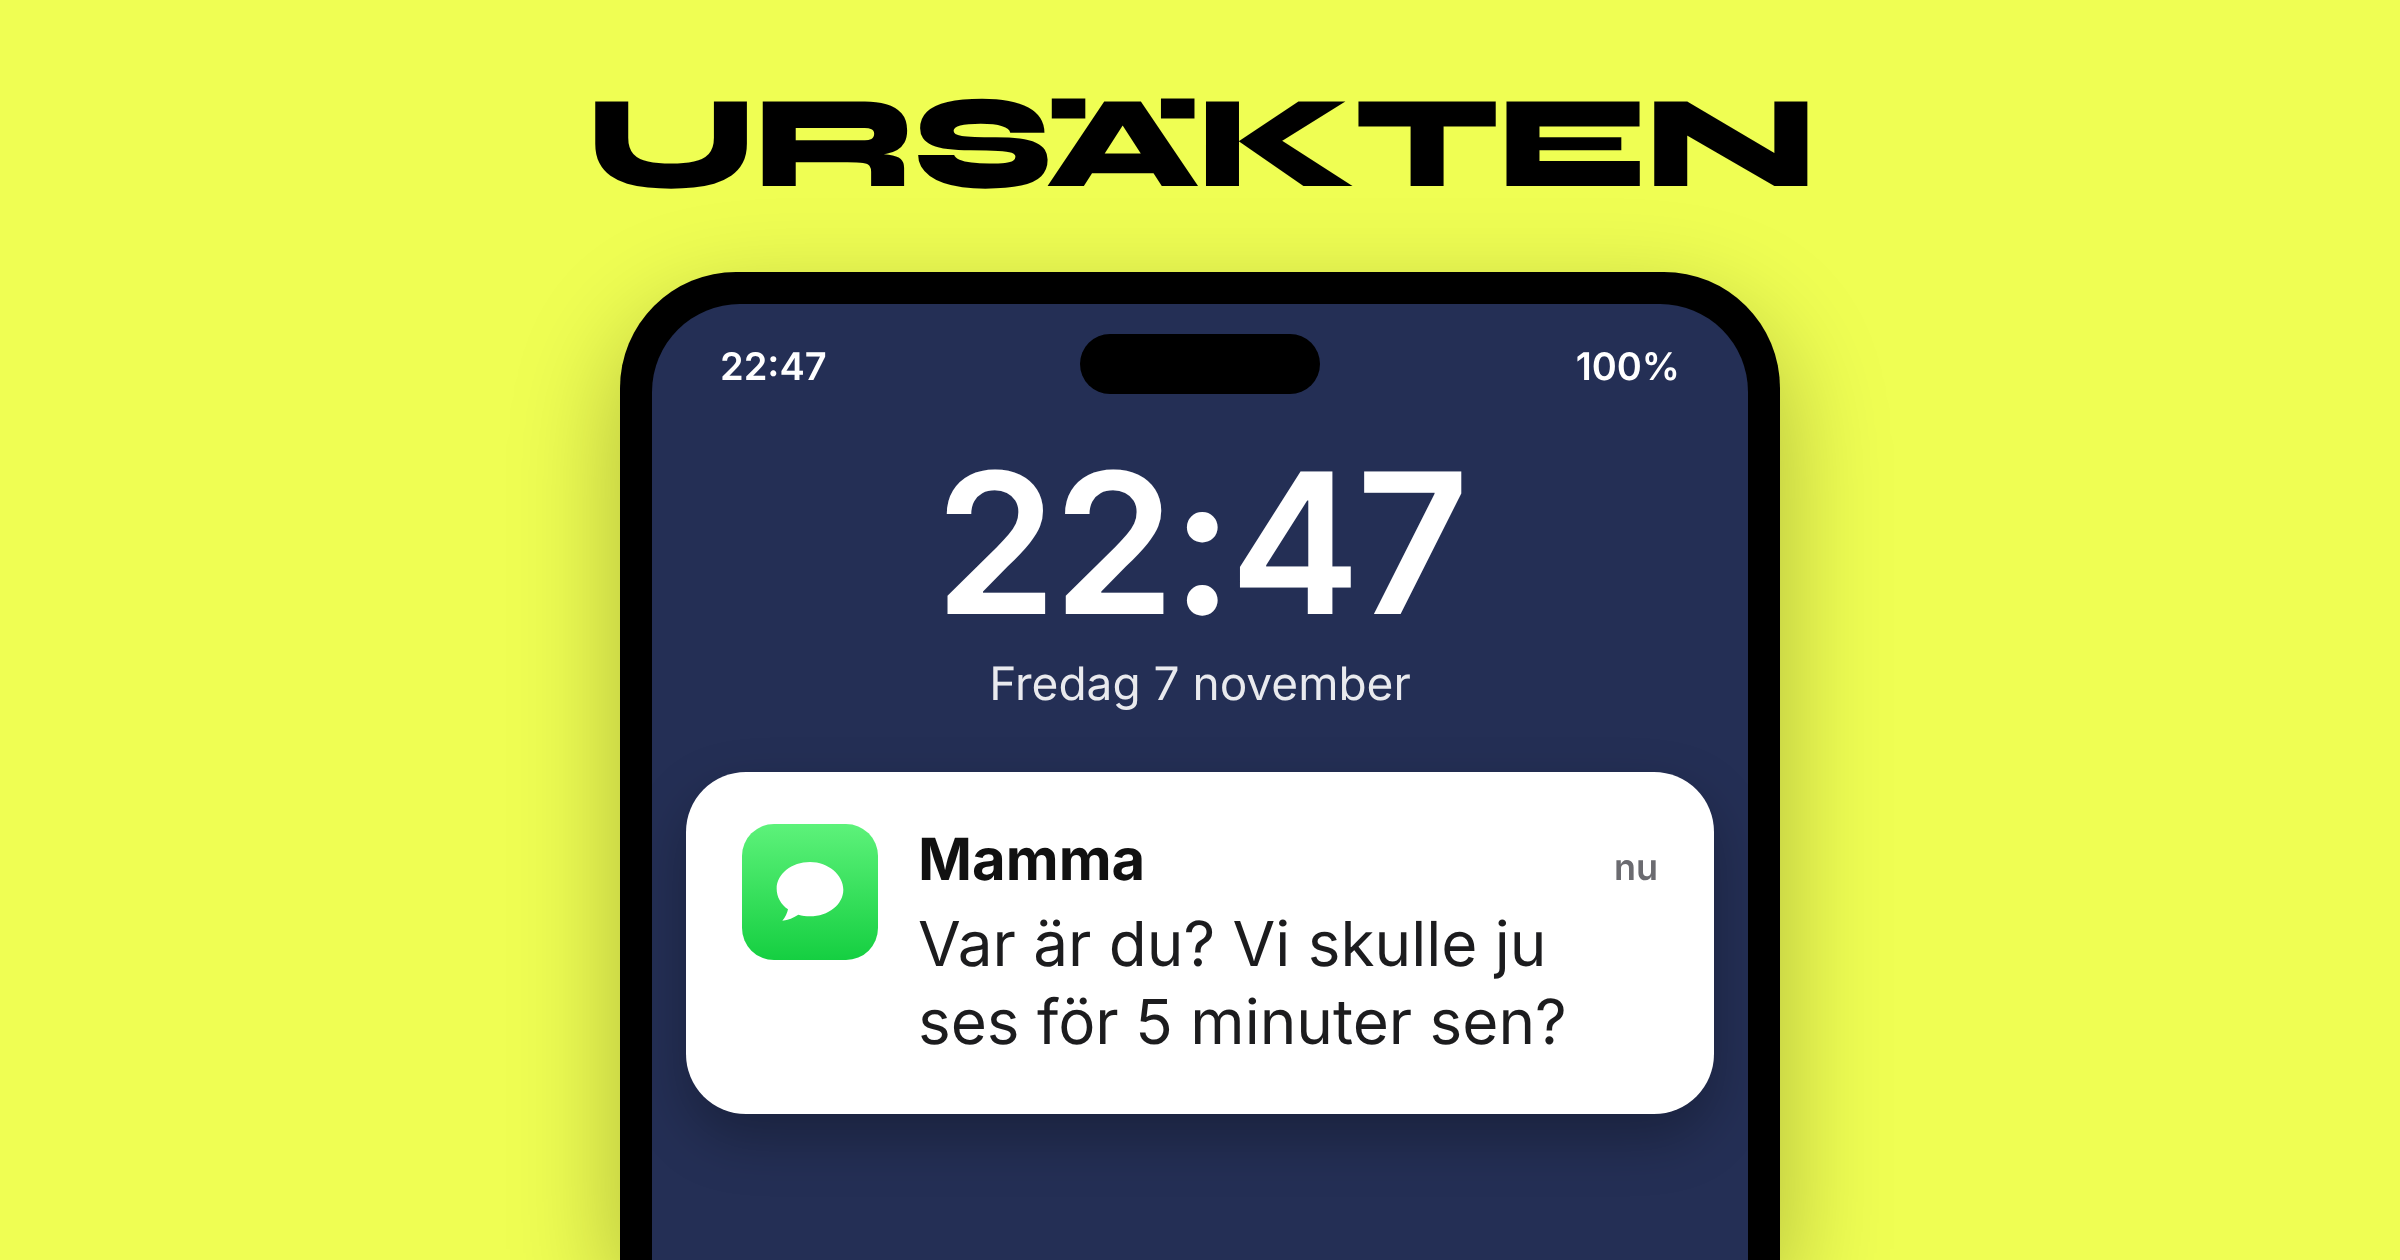 URSÄKTEN
22:47 100%
22:47
Fredag 7 november
Mamma nu
Var är du? Vi skulle ju
ses för 5 minuter sen?